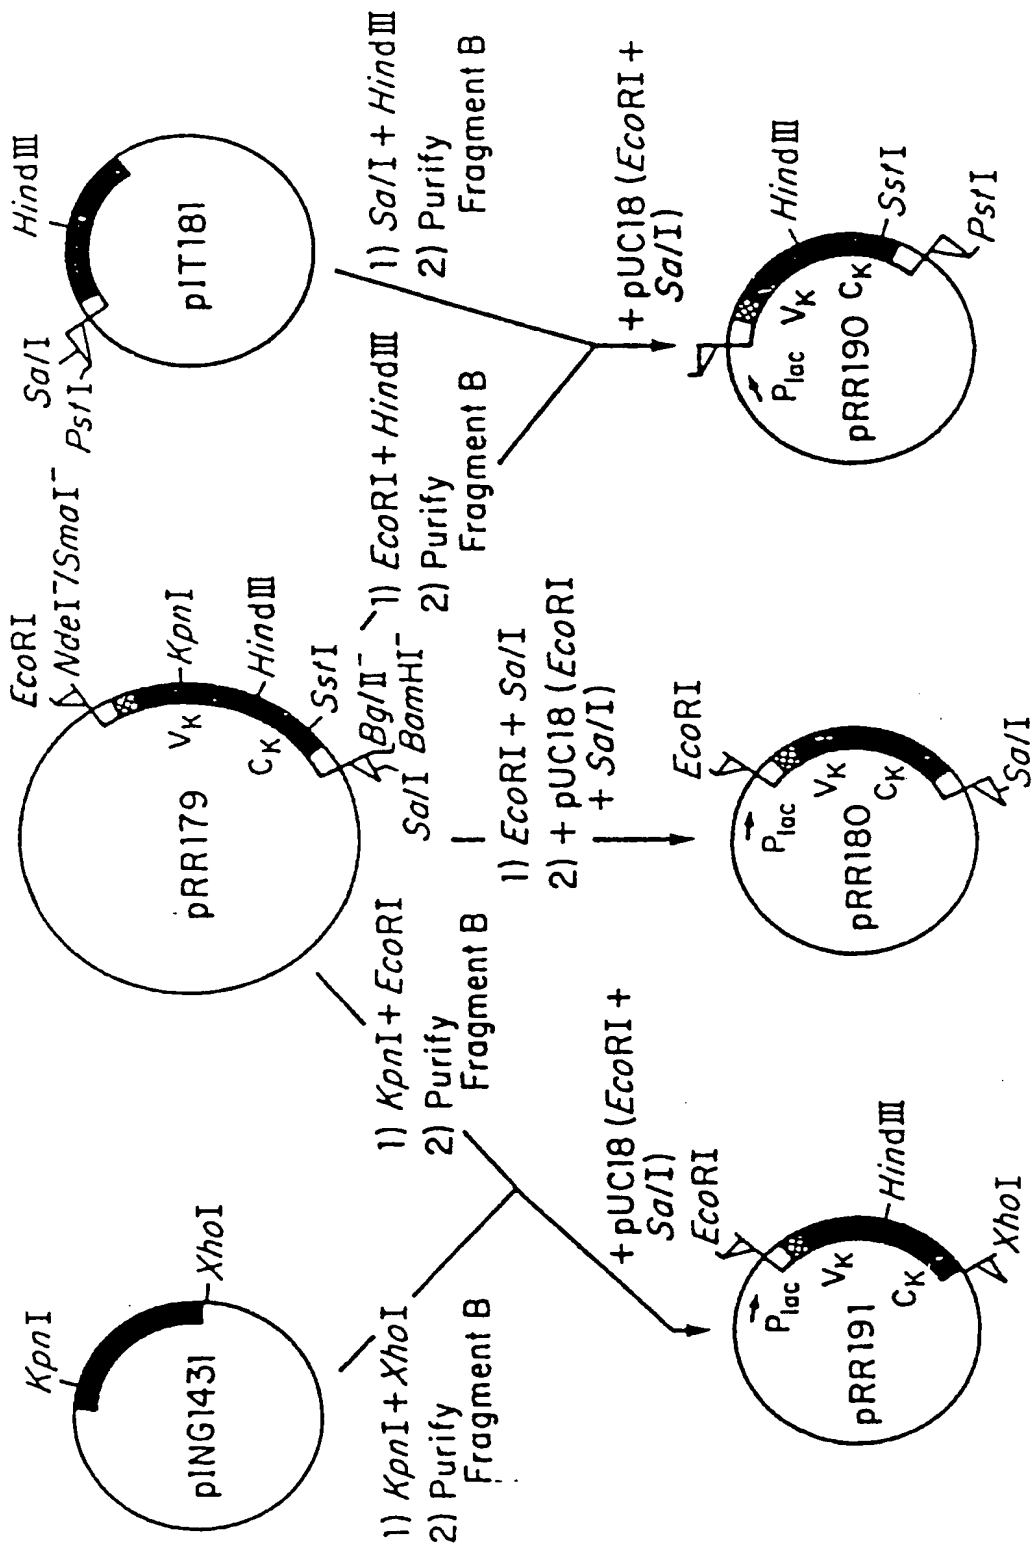 KpnI
XhoI
pING1431
1) KpnI + XhoI
2) Purify
Fragment B
EcoRI
NdeI⁻/SmaI⁻
KpnI
VK
HindIII
CK
SstI
BglII⁻
SalI BamHI⁻
pRR179
1) KpnI + EcoRI
2) Purify
Fragment B
1) EcoRI + SalI
2) + pUC18 (EcoRI
+ SalI)
1) EcoRI + HindIII
2) Purify
Fragment B
SalI
PstI
HindIII
pIT181
1) SalI + HindIII
2) Purify
Fragment B
+ pUC18 (EcoRI +
SalI)
EcoRI
Plac
VK
HindIII
CK
pRR191
XhoI
EcoRI
Plac
VK
CK
pRR180
SalI
+ pUC18 (EcoRI +
SalI)
Plac
VK
HindIII
pRR190 CK
SstI
PstI